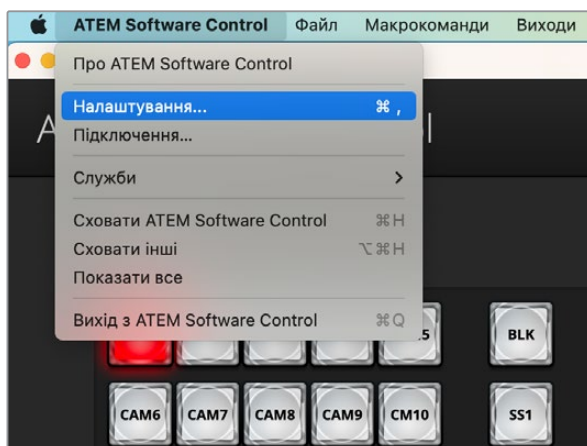 ATEM Software Control Файл Макрокоманди Виходи
Про ATEM Software Control
Налаштування... ⌘ ,
Підключення...
Служби
Сховати ATEM Software Control ⌘H
Сховати інші ⌥⌘H
Показати все
Вихід з ATEM Software Control ⌘Q
BLK
CAM6 CAM7 CAM8 CAM9 CM10 SS1